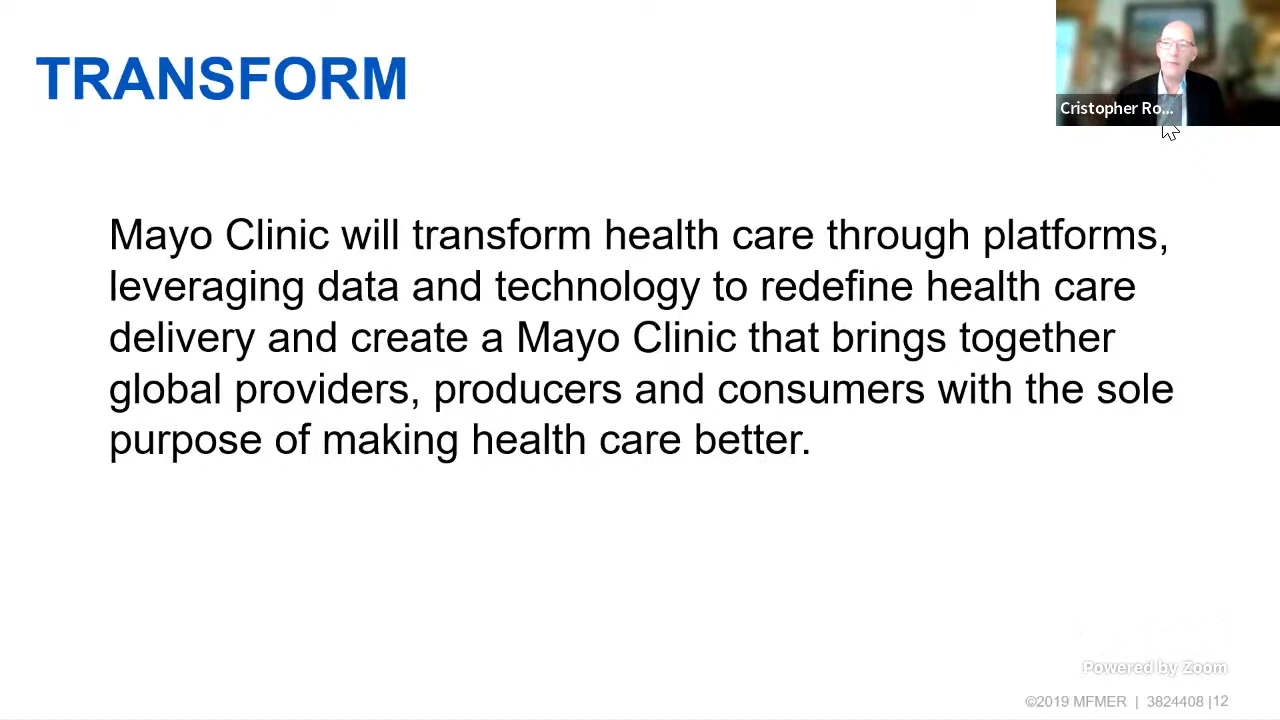 TRANSFORM
Cristopher Ro...
Mayo Clinic will transform health care through platforms,
leveraging data and technology to redefine health care
delivery and create a Mayo Clinic that brings together
global providers, producers and consumers with the sole
purpose of making health care better.
Powered by Zoom
©2019 MFMER | 3824408 |12